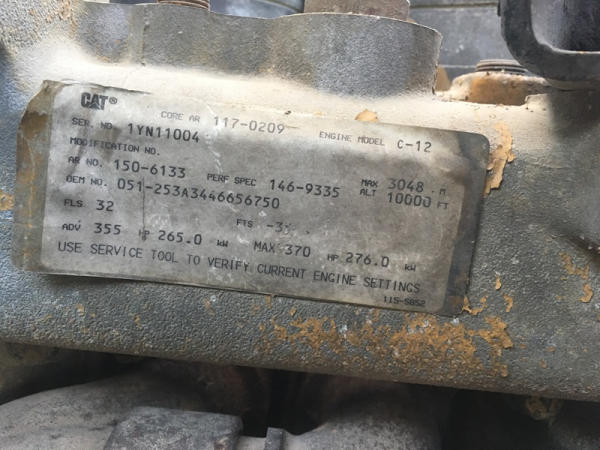 CAT®
CORE AR 117-0209
SER. NO 1YN11004 ENGINE MODEL C-12
MODIFICATION NO.
AR NO. 150-6133 PERF SPEC 146-9335 MAX ALT 3048 M 10000 FT
OEM NO. 051-253A3446656750
FLS 32 FTS
ADV 355 HP 265.0 kW MAX 370 HP 276.0 kW
USE SERVICE TOOL TO VERIFY CURRENT ENGINE SETTINGS
115-5852